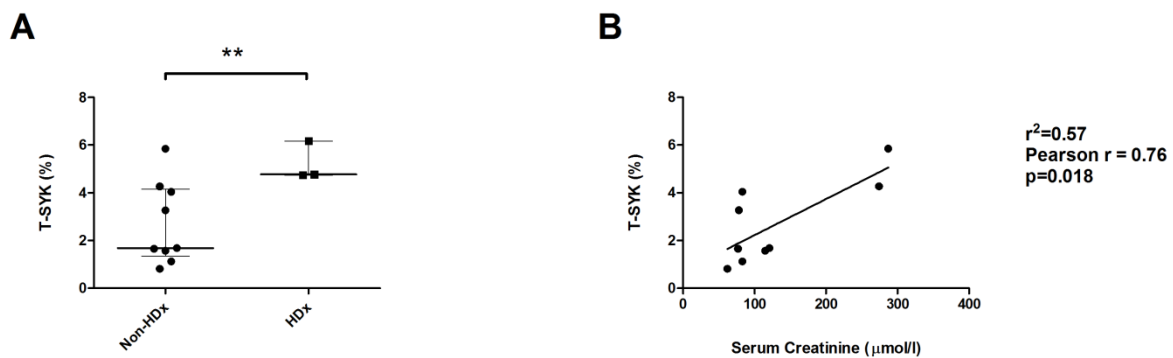 A
**
T-SYK (%)
8
6
4
2
0
Non-HDx
HDx
B
T-SYK (%)
8
6
4
2
0
0
100
200
300
400
Serum Creatinine (μmol/l)
r²=0.57
Pearson r = 0.76
p=0.018